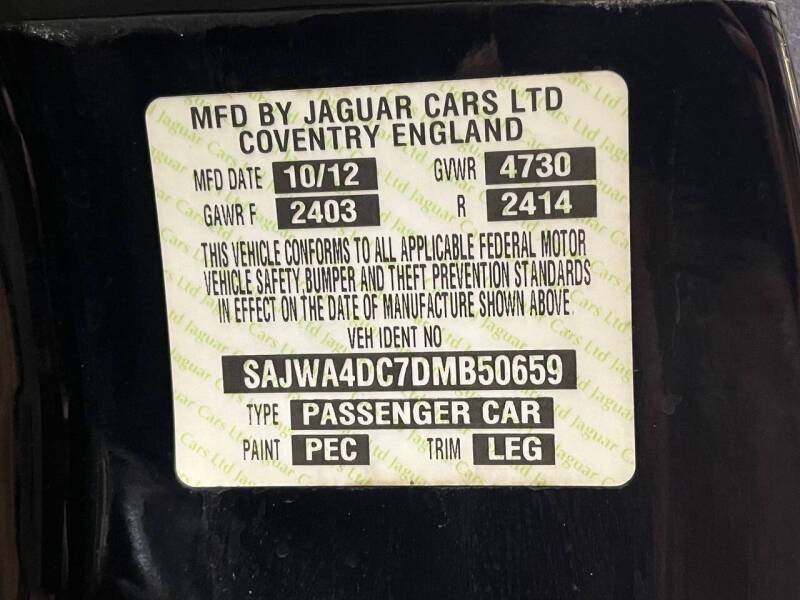 MFD BY JAGUAR CARS LTD
COVENTRY ENGLAND
MFD DATE 10/12 GVWR 4730
GAWR F 2403 R 2414
THIS VEHICLE CONFORMS TO ALL APPLICABLE FEDERAL MOTOR
VEHICLE SAFETY BUMPER AND THEFT PREVENTION STANDARDS
IN EFFECT ON THE DATE OF MANUFACTURE SHOWN ABOVE.
VEH IDENT NO
SAJWA4DC7DMB50659
TYPE PASSENGER CAR
PAINT PEC TRIM LEG